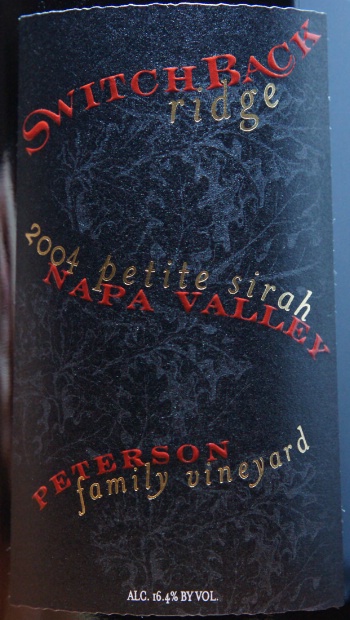 SWITCHBACK
ridge
2004 petite sirah
NAPA VALLEY
PETERSON
family vineyard
ALC. 16.4% BY VOL.